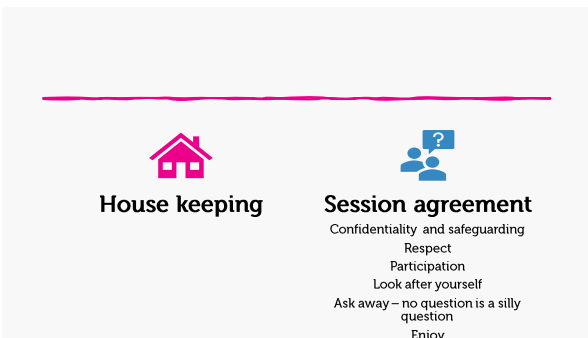 ?
House keeping
Session agreement
Confidentiality and safeguarding
Respect
Participation
Look after yourself
Ask away – no question is a silly
question
Enjoy